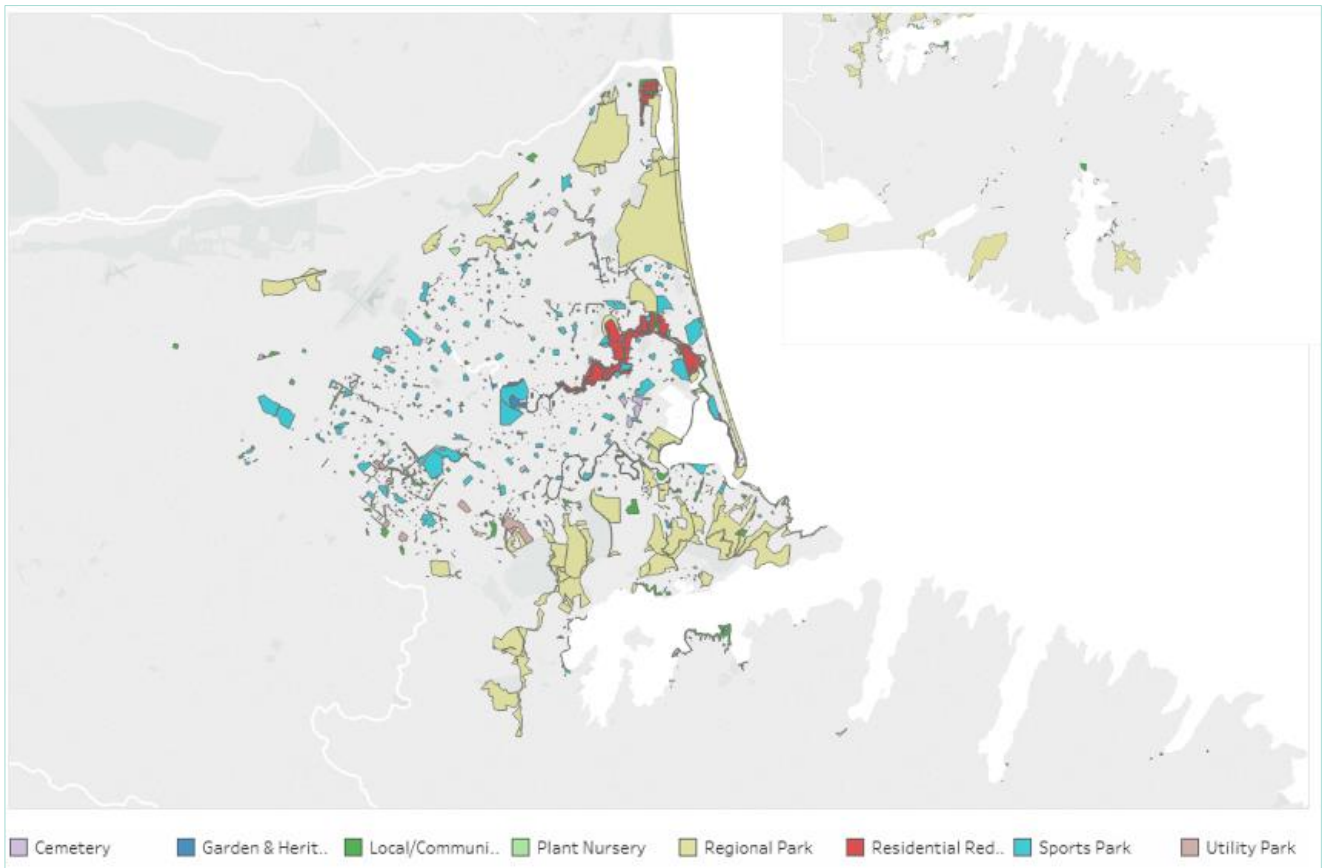 Cemetery
Garden & Herit..
Local/Communi..
Plant Nursery
Regional Park
Residential Red..
Sports Park
Utility Park